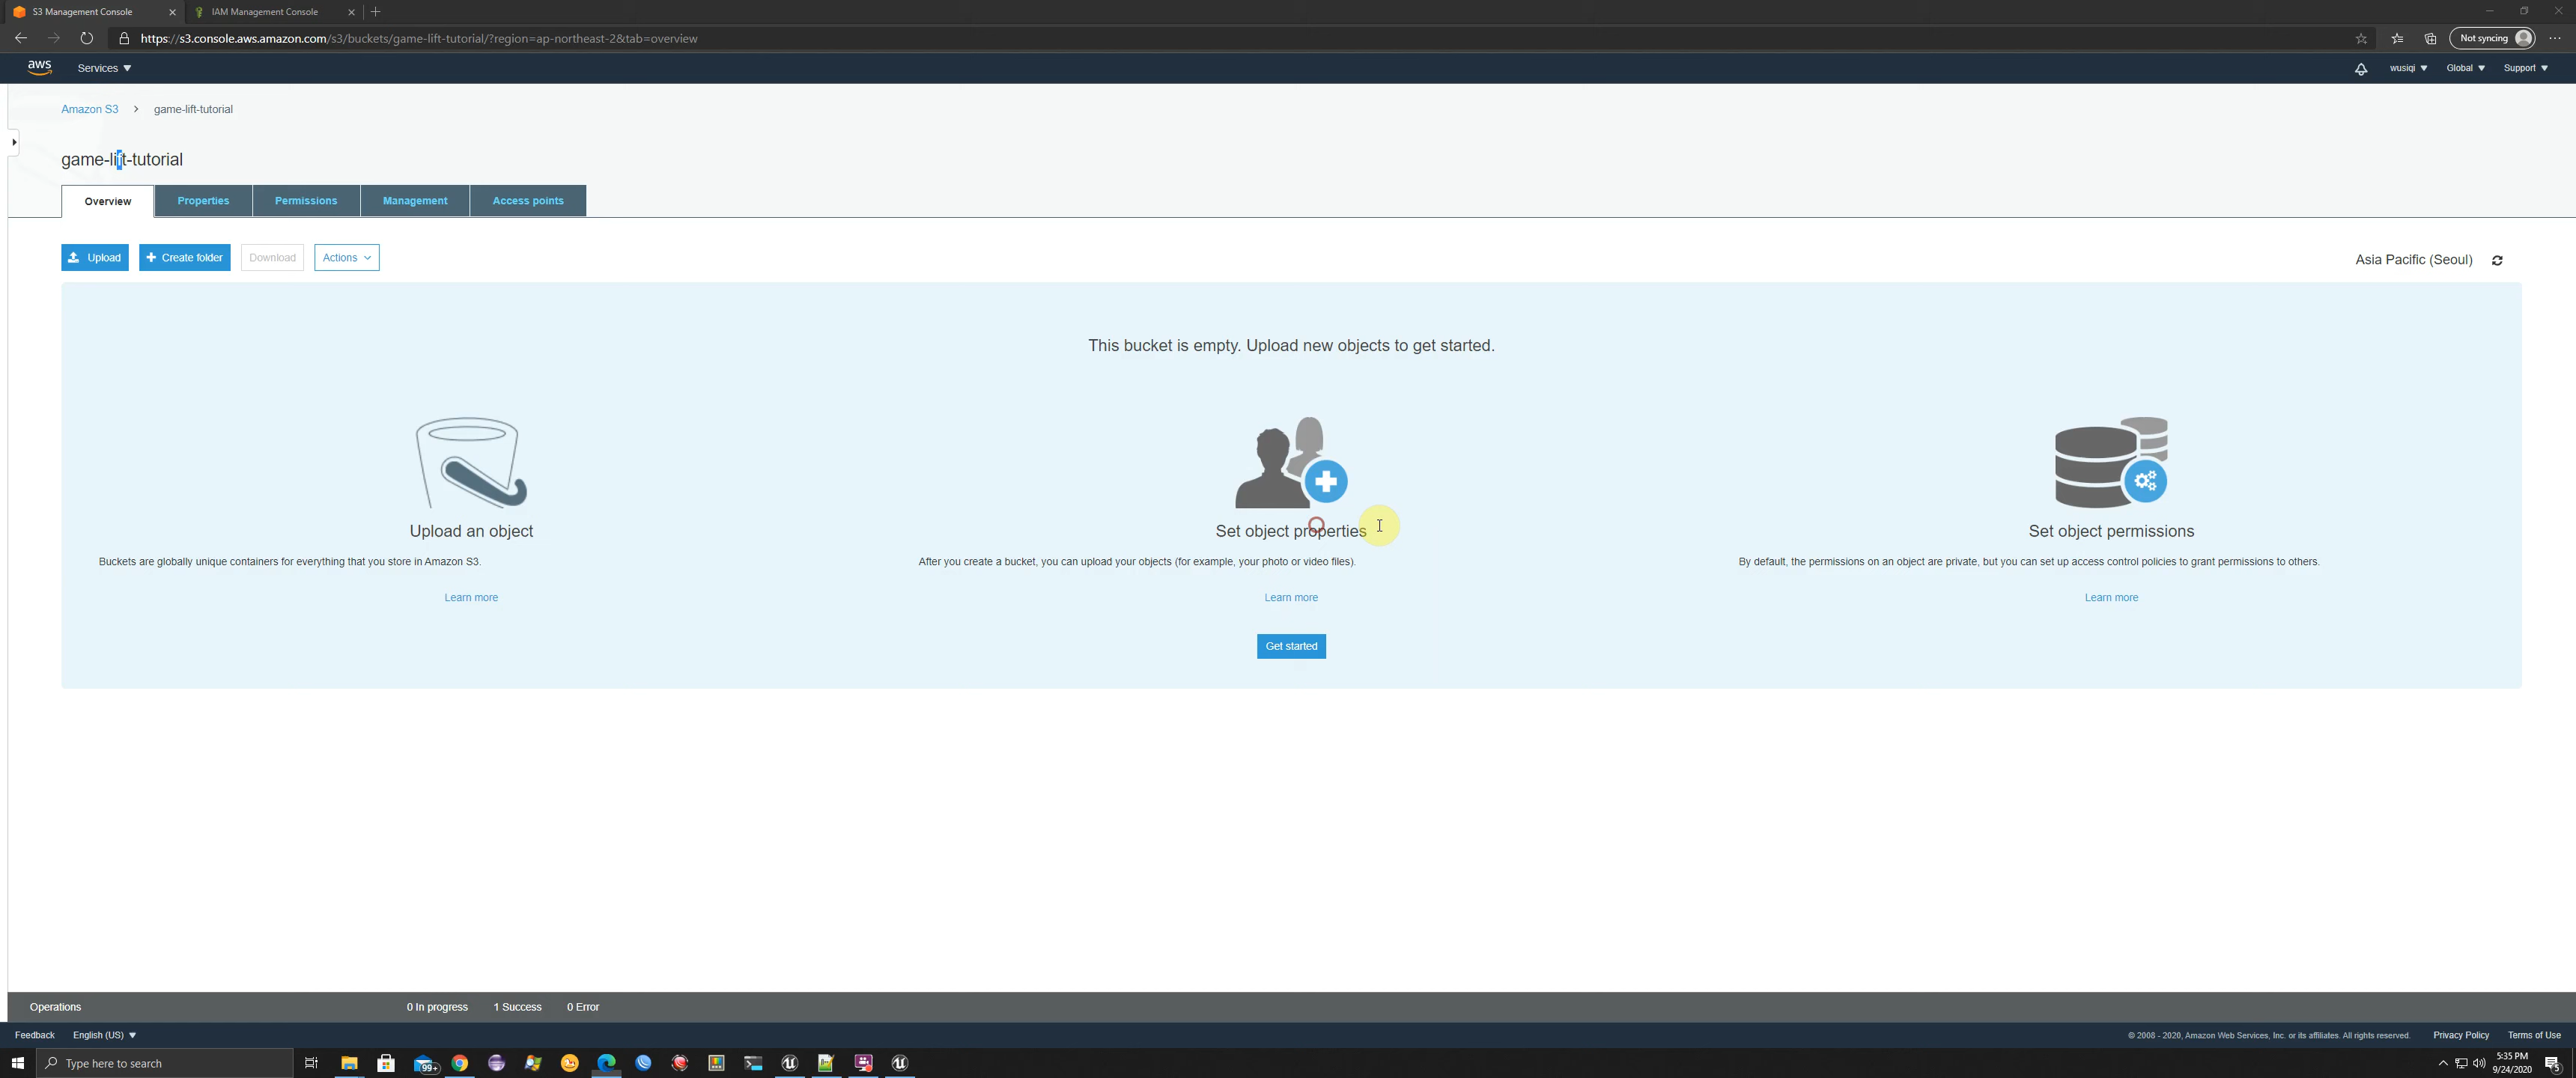 S3 Management Console
IAM Management Console
https://s3.console.aws.amazon.com/s3/buckets/game-lift-tutorial/?region=ap-northeast-2&tab=overview
Not syncing
aws
Services
wusiqi
Global
Support
Amazon S3 > game-lift-tutorial
game-lift-tutorial
Overview
Properties
Permissions
Management
Access points
Upload
Create folder
Download
Actions
Asia Pacific (Seoul)
This bucket is empty. Upload new objects to get started.
Upload an object
Set object properties
Set object permissions
Buckets are globally unique containers for everything that you store in Amazon S3.
After you create a bucket, you can upload your objects (for example, your photo or video files).
By default, the permissions on an object are private, but you can set up access control policies to grant permissions to others.
Learn more
Learn more
Learn more
Get started
Operations
0 In progress
1 Success
0 Error
Feedback
English (US)
© 2008 - 2020, Amazon Web Services, Inc. or its affiliates. All rights reserved.
Privacy Policy
Terms of Use
Type here to search
99+
5:35 PM
9/24/2020
5